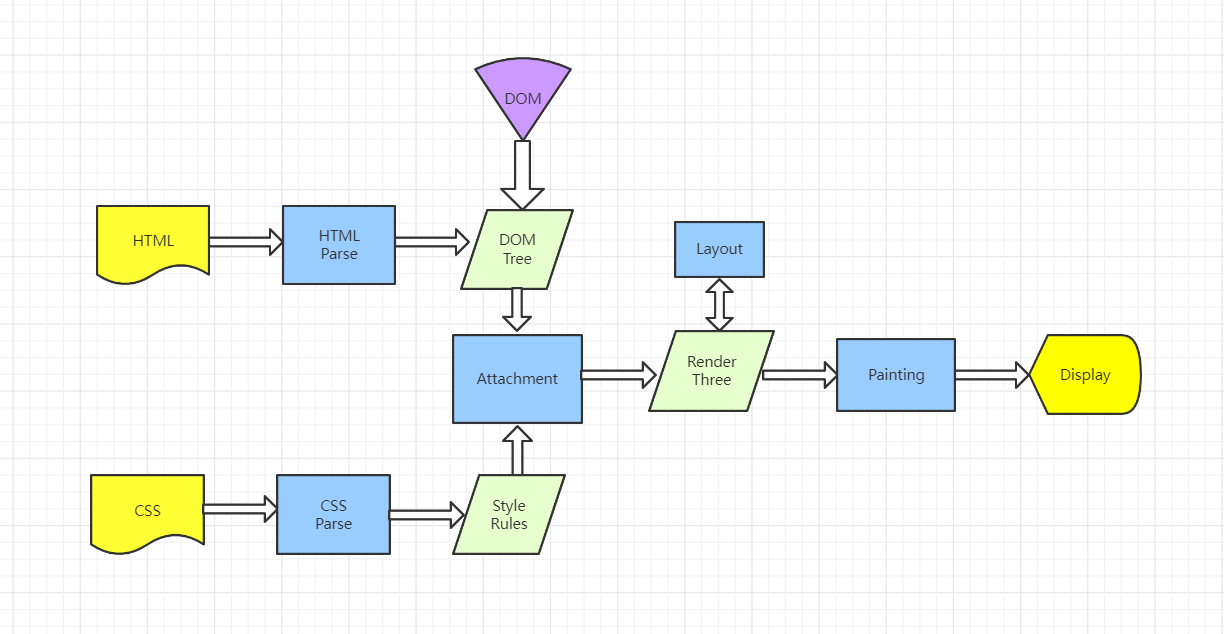 DOM
HTML
HTML
Parse
DOM
Tree
Layout
Attachment
Render
Three
Painting
Display
CSS
CSS
Parse
Style
Rules